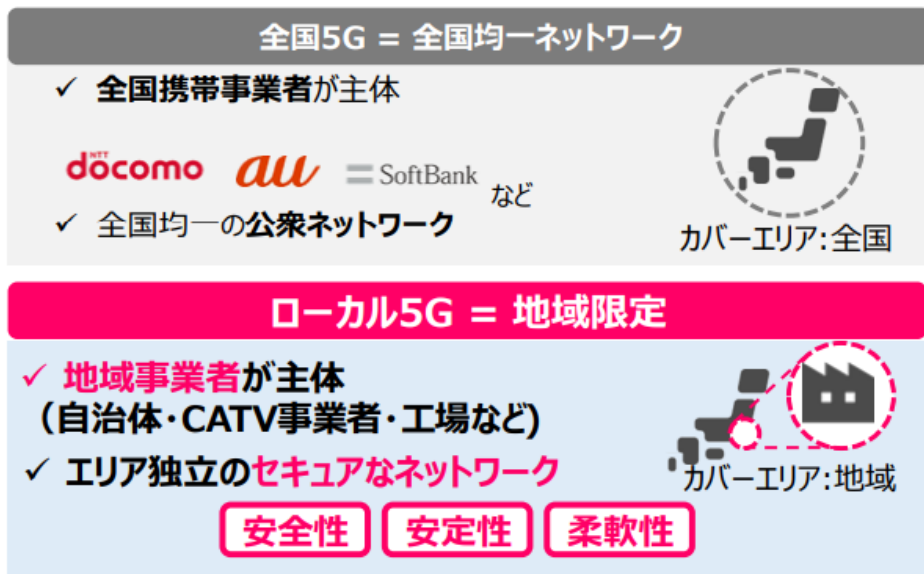 全国5G = 全国均一ネットワーク
✓ 全国携帯事業者が主体
NTT
döcomo au SoftBank など
✓ 全国均一の公衆ネットワーク
カバーエリア:全国
ローカル5G = 地域限定
✓ 地域事業者が主体
（自治体・CATV事業者・工場など)
✓ エリア独立のセキュアなネットワーク
カバーエリア:地域
安全性 安定性 柔軟性